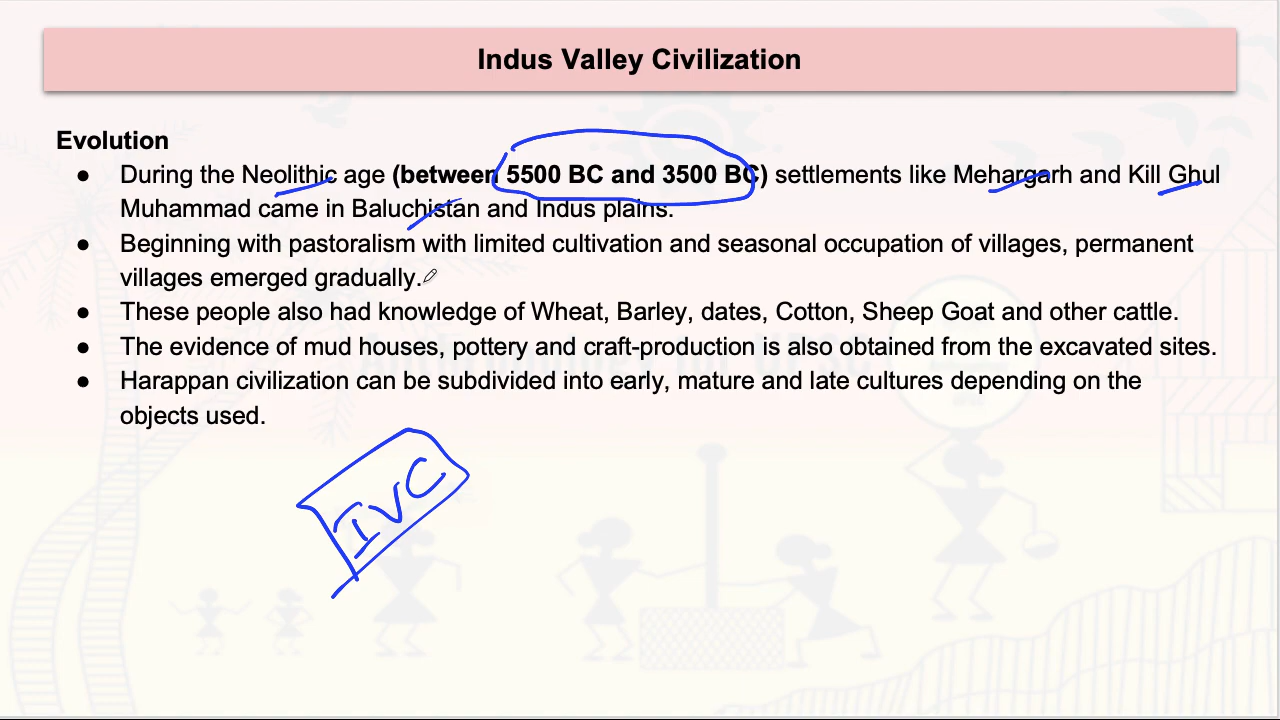 Indus Valley Civilization
Evolution
● During the Neolithic age (between 5500 BC and 3500 BC) settlements like Mehargarh and Kill Ghul
Muhammad came in Baluchistan and Indus plains.
● Beginning with pastoralism with limited cultivation and seasonal occupation of villages, permanent
villages emerged gradually.
● These people also had knowledge of Wheat, Barley, dates, Cotton, Sheep Goat and other cattle.
● The evidence of mud houses, pottery and craft-production is also obtained from the excavated sites.
● Harappan civilization can be subdivided into early, mature and late cultures depending on the
objects used.
IVC